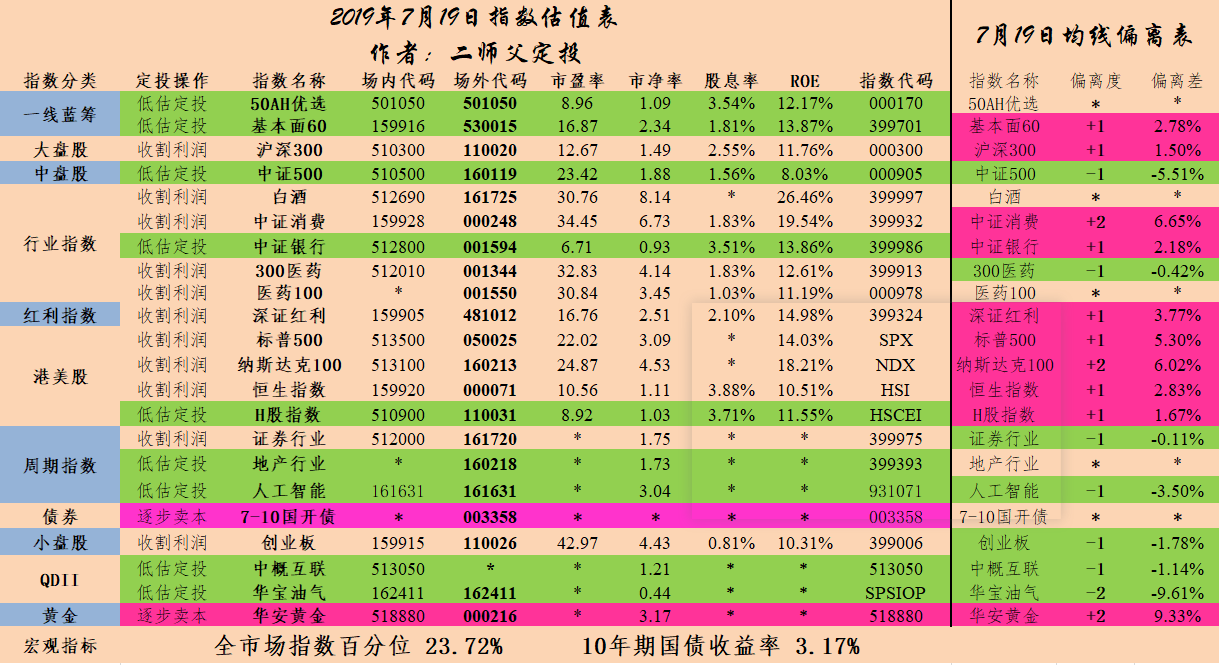 2019年7月19日指数估值表
作者：二师父定投
7月19日均线偏离表
指数分类 定投操作 指数名称 场内代码 场外代码 市盈率 市净率 股息率 ROE 指数代码 指数名称 偏离度 偏离差
一线蓝筹 低估定投 50AH优选 501050 501050 8.96 1.09 3.54% 12.17% 000170 50AH优选 * *
低估定投 基本面60 159916 530015 16.87 2.34 1.81% 13.87% 399701 基本面60 +1 2.78%
大盘股 收割利润 沪深300 510300 110020 12.67 1.49 2.55% 11.76% 000300 沪深300 +1 1.50%
中盘股 低估定投 中证500 510500 160119 23.42 1.88 1.56% 8.03% 000905 中证500 -1 -5.51%
行业指数 收割利润 白酒 512690 161725 30.76 8.14 * 26.46% 399997 白酒 * *
收割利润 中证消费 159928 000248 34.45 6.73 1.83% 19.54% 399932 中证消费 +2 6.65%
低估定投 中证银行 512800 001594 6.71 0.93 3.51% 13.86% 399986 中证银行 +1 2.18%
收割利润 300医药 512010 001344 32.83 4.14 1.83% 12.61% 399913 300医药 -1 -0.42%
收割利润 医药100 * 001550 30.84 3.45 1.03% 11.19% 000978 医药100 * *
红利指数 收割利润 深证红利 159905 481012 16.76 2.51 2.10% 14.98% 399324 深证红利 +1 3.77%
港美股 收割利润 标普500 513500 050025 22.02 3.09 * 14.03% SPX 标普500 +1 5.30%
收割利润 纳斯达克100 513100 160213 24.87 4.53 * 18.21% NDX 纳斯达克100 +2 6.02%
收割利润 恒生指数 159920 000071 10.56 1.11 3.88% 10.51% HSI 恒生指数 +1 2.83%
低估定投 H股指数 510900 110031 8.92 1.03 3.71% 11.55% HSCEI H股指数 +1 1.67%
周期指数 收割利润 证券行业 512000 161720 * 1.75 * * 399975 证券行业 -1 -0.11%
低估定投 地产行业 * 160218 * 1.73 * * 399393 地产行业 * *
低估定投 人工智能 161631 161631 * 3.04 * * 931071 人工智能 -1 -3.50%
债券 逐步卖本 7-10国开债 * 003358 * * * * 003358 7-10国开债 * *
小盘股 收割利润 创业板 159915 110026 42.97 4.43 0.81% 10.31% 399006 创业板 -1 -1.78%
QDII 低估定投 中概互联 513050 * * 1.21 * * 513050 中概互联 -1 -1.14%
低估定投 华宝油气 162411 162411 * 0.44 * * SPSIOP 华宝油气 -2 -9.61%
黄金 逐步卖本 华安黄金 518880 000216 * 3.17 * * 518880 华安黄金 +2 9.33%
宏观指标 全市场指数百分位 23.72% 10年期国债收益率 3.17%